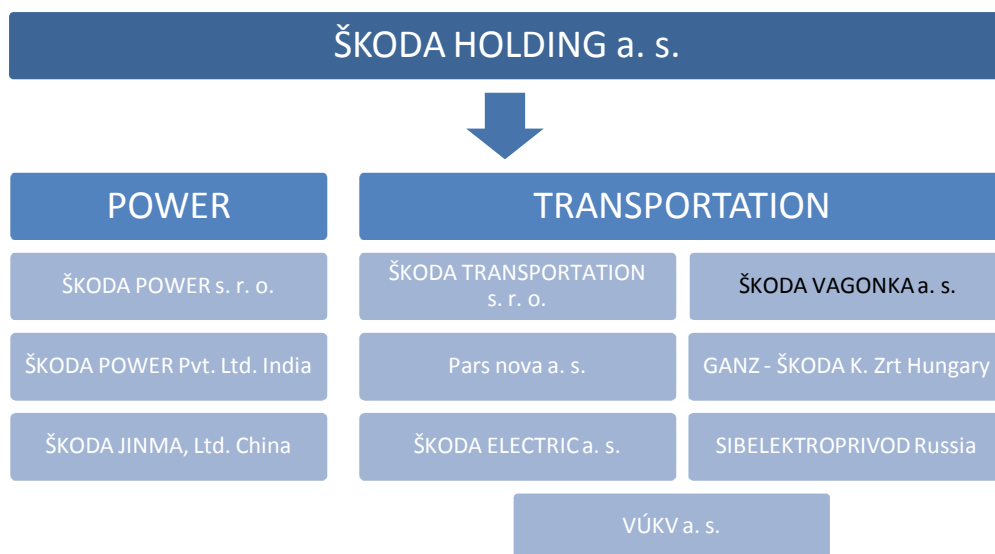 ŠKODA HOLDING a. s.
POWER
TRANSPORTATION
ŠKODA POWER s. r. o.
ŠKODA TRANSPORTATION
s. r. o.
ŠKODA VAGONKA a. s.
ŠKODA POWER Pvt. Ltd. India
Pars nova a. s.
GANZ - ŠKODA K. Zrt Hungary
ŠKODA JINMA, Ltd. China
ŠKODA ELECTRIC a. s.
SIBELEKTROPRIVOD Russia
VÚKV a. s.